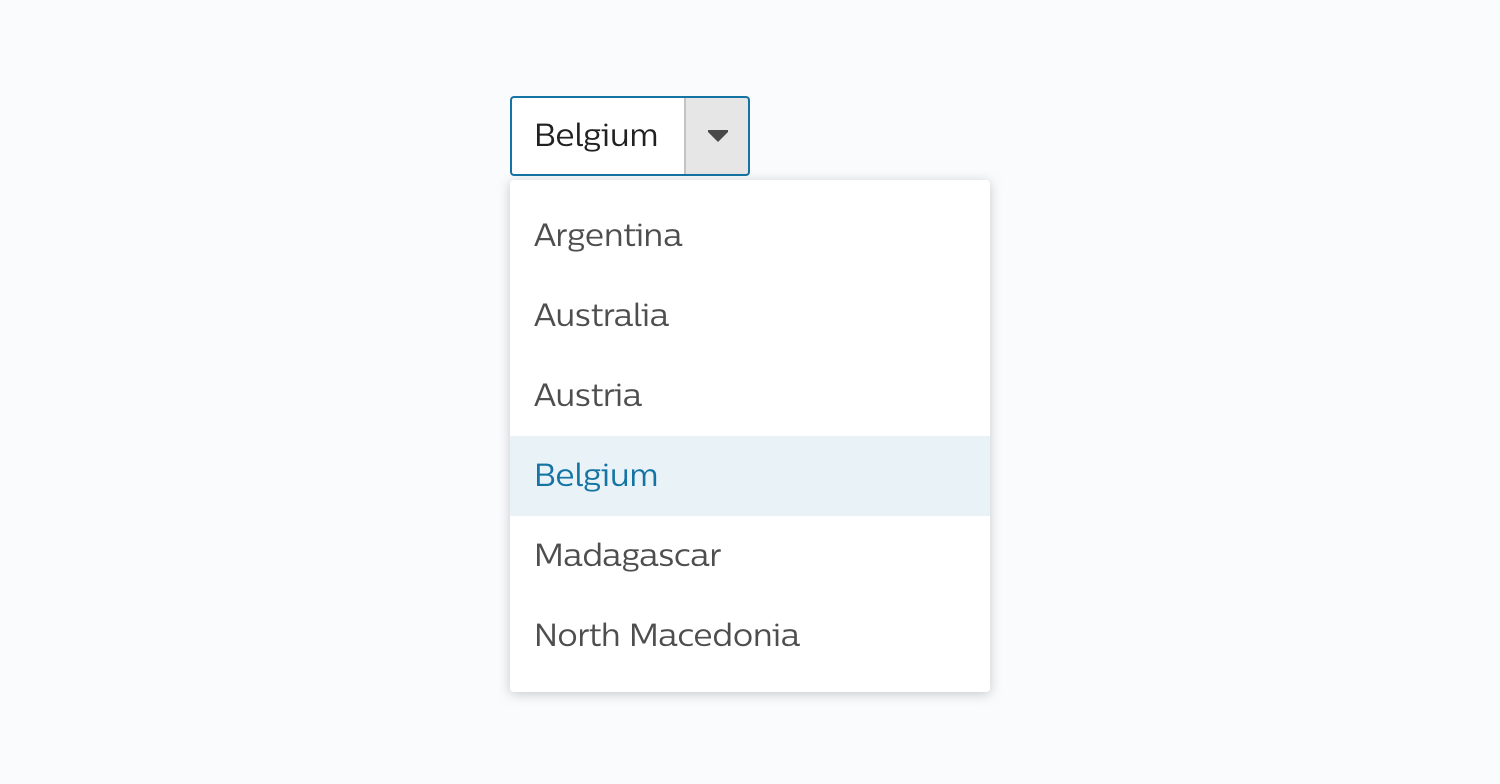 Belgium
Argentina
Australia
Austria
Belgium
Madagascar
North Macedonia